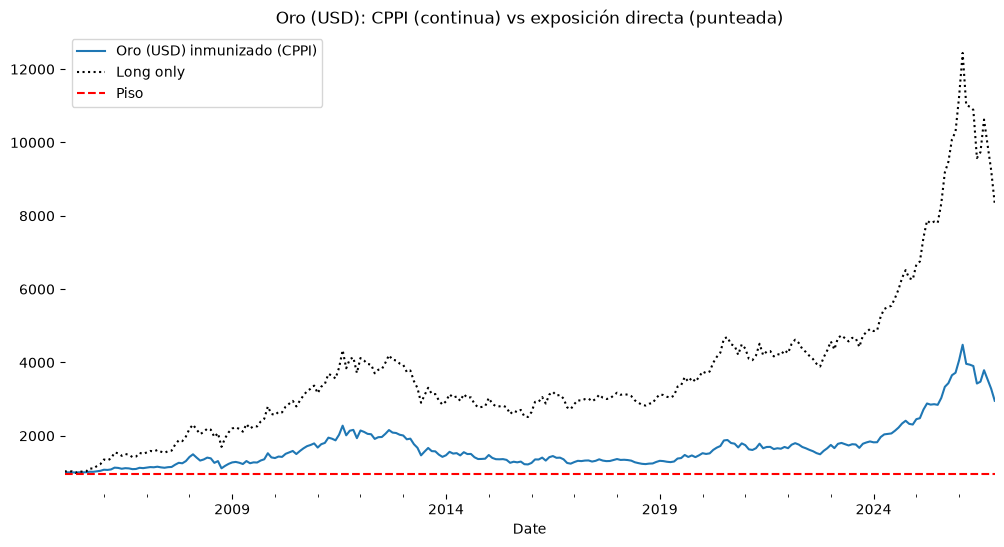 Oro (USD): CPPI (continua) vs exposición directa (punteada)
Oro (USD) inmunizado (CPPI)
Long only
Piso
12000
10000
8000
6000
4000
2000
2009
2014
2019
2024
Date